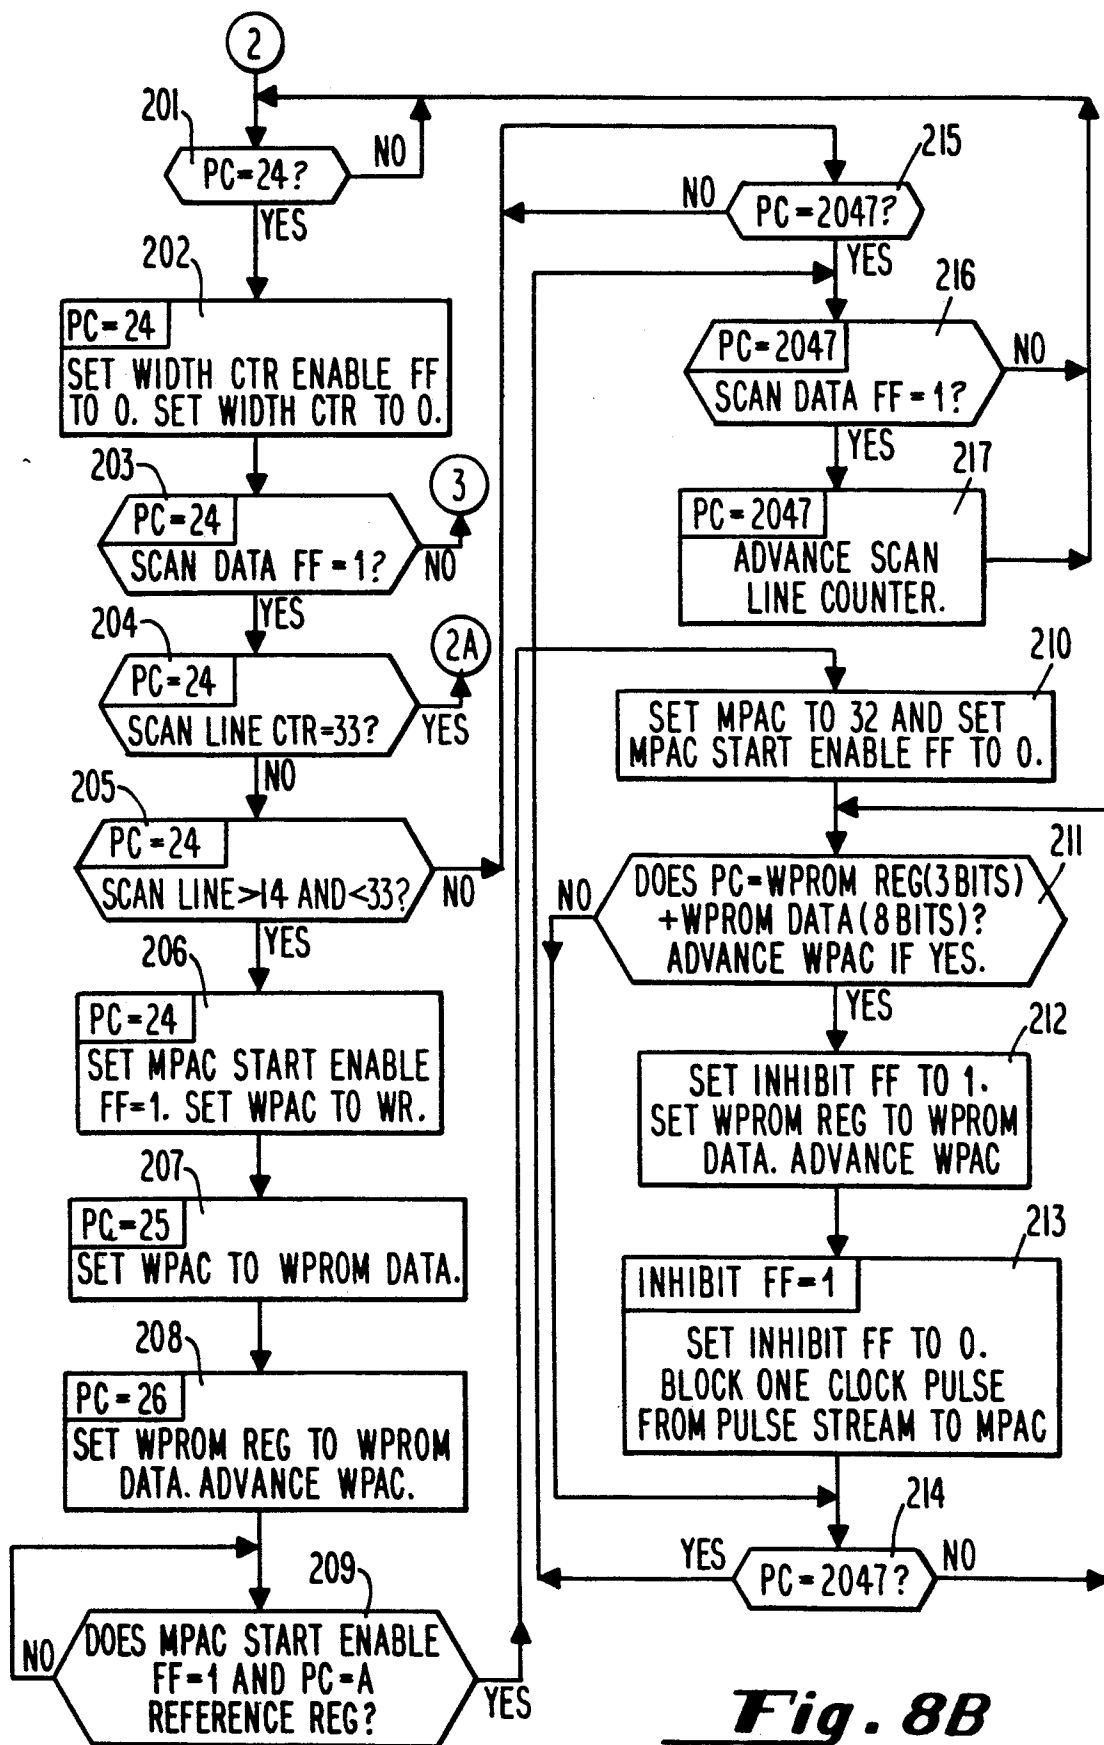 2
201
PC=24?
NO
YES
202
PC=24
SET WIDTH CTR ENABLE FF
TO 0. SET WIDTH CTR TO 0.
203
3
PC=24
SCAN DATA FF=1?
NO
YES
204
2A
PC=24
SCAN LINE CTR=33?
YES
NO
205
PC=24
SCAN LINE>14 AND<33?
NO
YES
206
PC=24
SET MPAC START ENABLE
FF=1. SET WPAC TO WR.
207
PC=25
SET WPAC TO WPROM DATA.
208
PC=26
SET WPROM REG TO WPROM
DATA. ADVANCE WPAC.
209
DOES MPAC START ENABLE
FF=1 AND PC=A
REFERENCE REG?
NO
YES
215
NO
PC=2047?
YES
216
PC=2047
SCAN DATA FF=1?
NO
YES
217
PC=2047
ADVANCE SCAN
LINE COUNTER.
210
SET MPAC TO 32 AND SET
MPAC START ENABLE FF TO 0.
211
NO
DOES PC=WPROM REG(3BITS)
+WPROM DATA(8BITS)?
ADVANCE WPAC IF YES.
YES
212
SET INHIBIT FF TO 1.
SET WPROM REG TO WPROM
DATA. ADVANCE WPAC
213
INHIBIT FF=1
SET INHIBIT FF TO 0.
BLOCK ONE CLOCK PULSE
FROM PULSE STREAM TO MPAC
214
YES
PC=2047?
NO
Fig. 8B